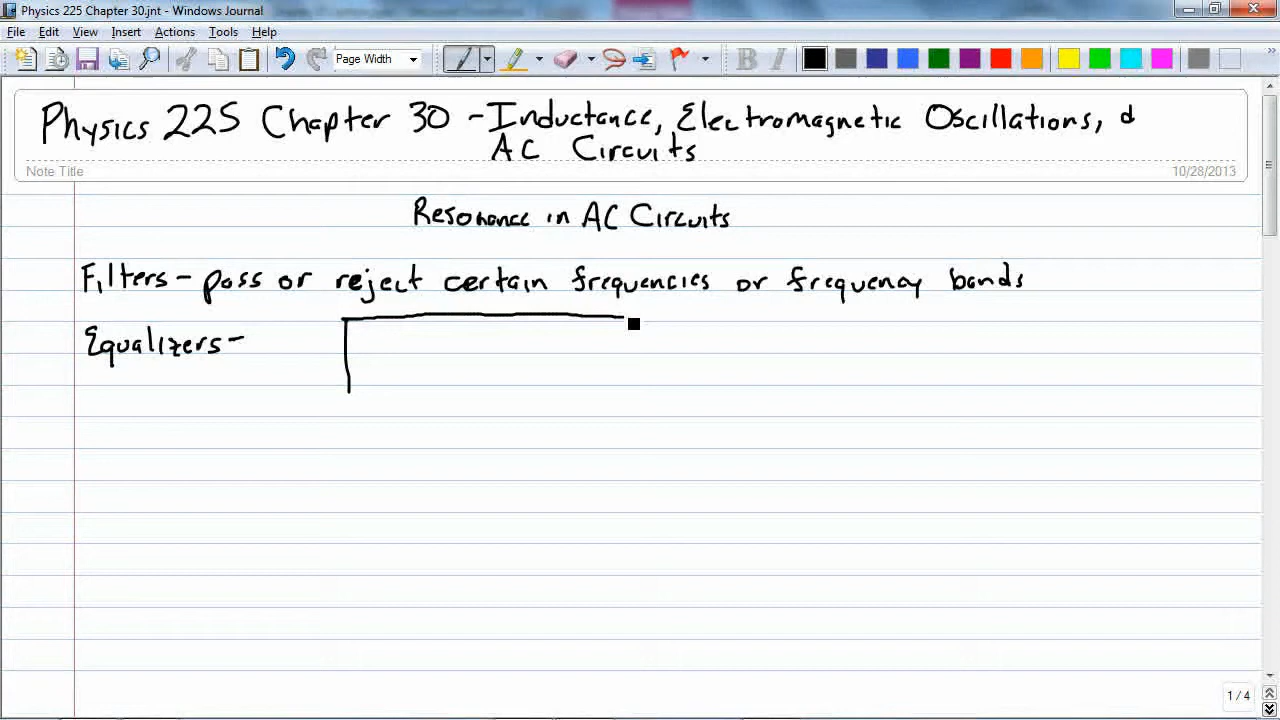 Physics 225 Chapter 30.jnt - Windows Journal
File Edit View Insert Actions Tools Help
Page Width B I
Physics 225 Chapter 30 - Inductance, Electromagnetic Oscillations, &
AC Circuits
Note Title 10/28/2013
Resonance in AC Circuits
Filters - pass or reject certain frequencies or frequency bands
Equalizers -
1 / 4